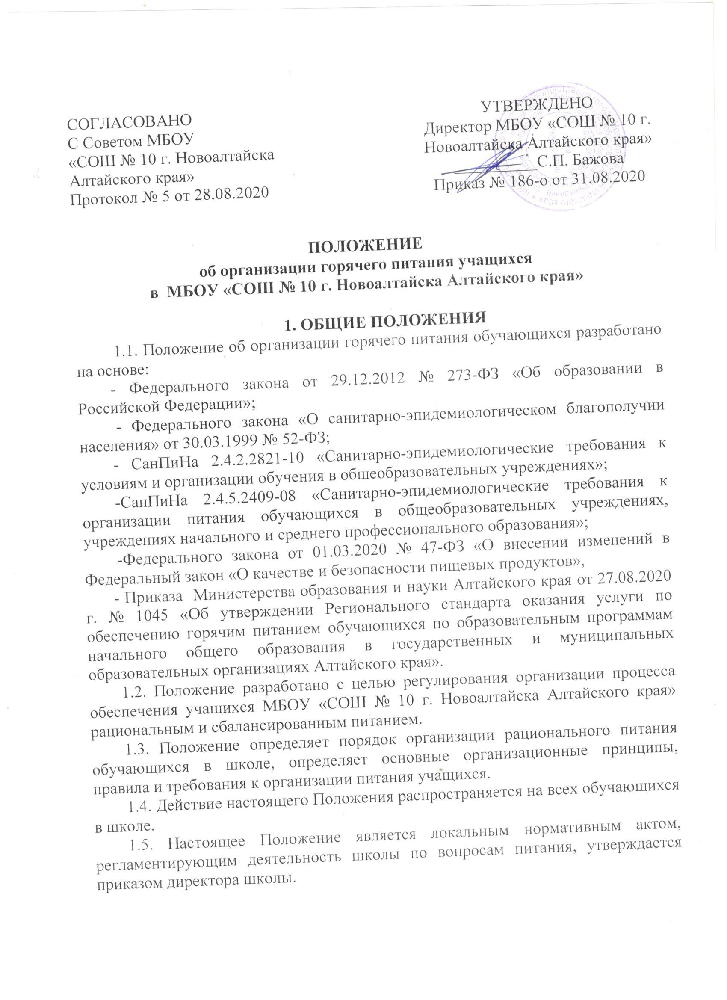 СОГЛАСОВАНО
С Советом МБОУ
«СОШ № 10 г. Новоалтайска
Алтайского края»
Протокол № 5 от 28.08.2020
УТВЕРЖДЕНО
Директор МБОУ «СОШ № 10 г.
Новоалтайска Алтайского края»
С.П. Бажова
Приказ № 186-о от 31.08.2020
ПОЛОЖЕНИЕ
об организации горячего питания учащихся
в МБОУ «СОШ № 10 г. Новоалтайска Алтайского края»
1. ОБЩИЕ ПОЛОЖЕНИЯ
1.1. Положение об организации горячего питания обучающихся разработано
на основе:
- Федерального закона от 29.12.2012 № 273-ФЗ «Об образовании в
Российской Федерации»;
- Федерального закона «О санитарно-эпидемиологическом благополучии
населения» от 30.03.1999 № 52-ФЗ;
- СанПиНа 2.4.2.2821-10 «Санитарно-эпидемиологические требования к
условиям и организации обучения в общеобразовательных учреждениях»;
-СанПиНа 2.4.5.2409-08 «Санитарно-эпидемиологические требования к
организации питания обучающихся в общеобразовательных учреждениях,
учреждениях начального и среднего профессионального образования»;
-Федерального закона от 01.03.2020 № 47-ФЗ «О внесении изменений в
Федеральный закон «О качестве и безопасности пищевых продуктов»,
- Приказа Министерства образования и науки Алтайского края от 27.08.2020
г. № 1045 «Об утверждении Регионального стандарта оказания услуги по
обеспечению горячим питанием обучающихся по образовательным программам
начального общего образования в государственных и муниципальных
образовательных организациях Алтайского края».
1.2. Положение разработано с целью регулирования организации процесса
обеспечения учащихся МБОУ «СОШ № 10 г. Новоалтайска Алтайского края»
рациональным и сбалансированным питанием.
1.3. Положение определяет порядок организации рационального питания
обучающихся в школе, определяет основные организационные принципы,
правила и требования к организации питания учащихся.
1.4. Действие настоящего Положения распространяется на всех обучающихся
в школе.
1.5. Настоящее Положение является локальным нормативным актом,
регламентирующим деятельность школы по вопросам питания, утверждается
приказом директора школы.